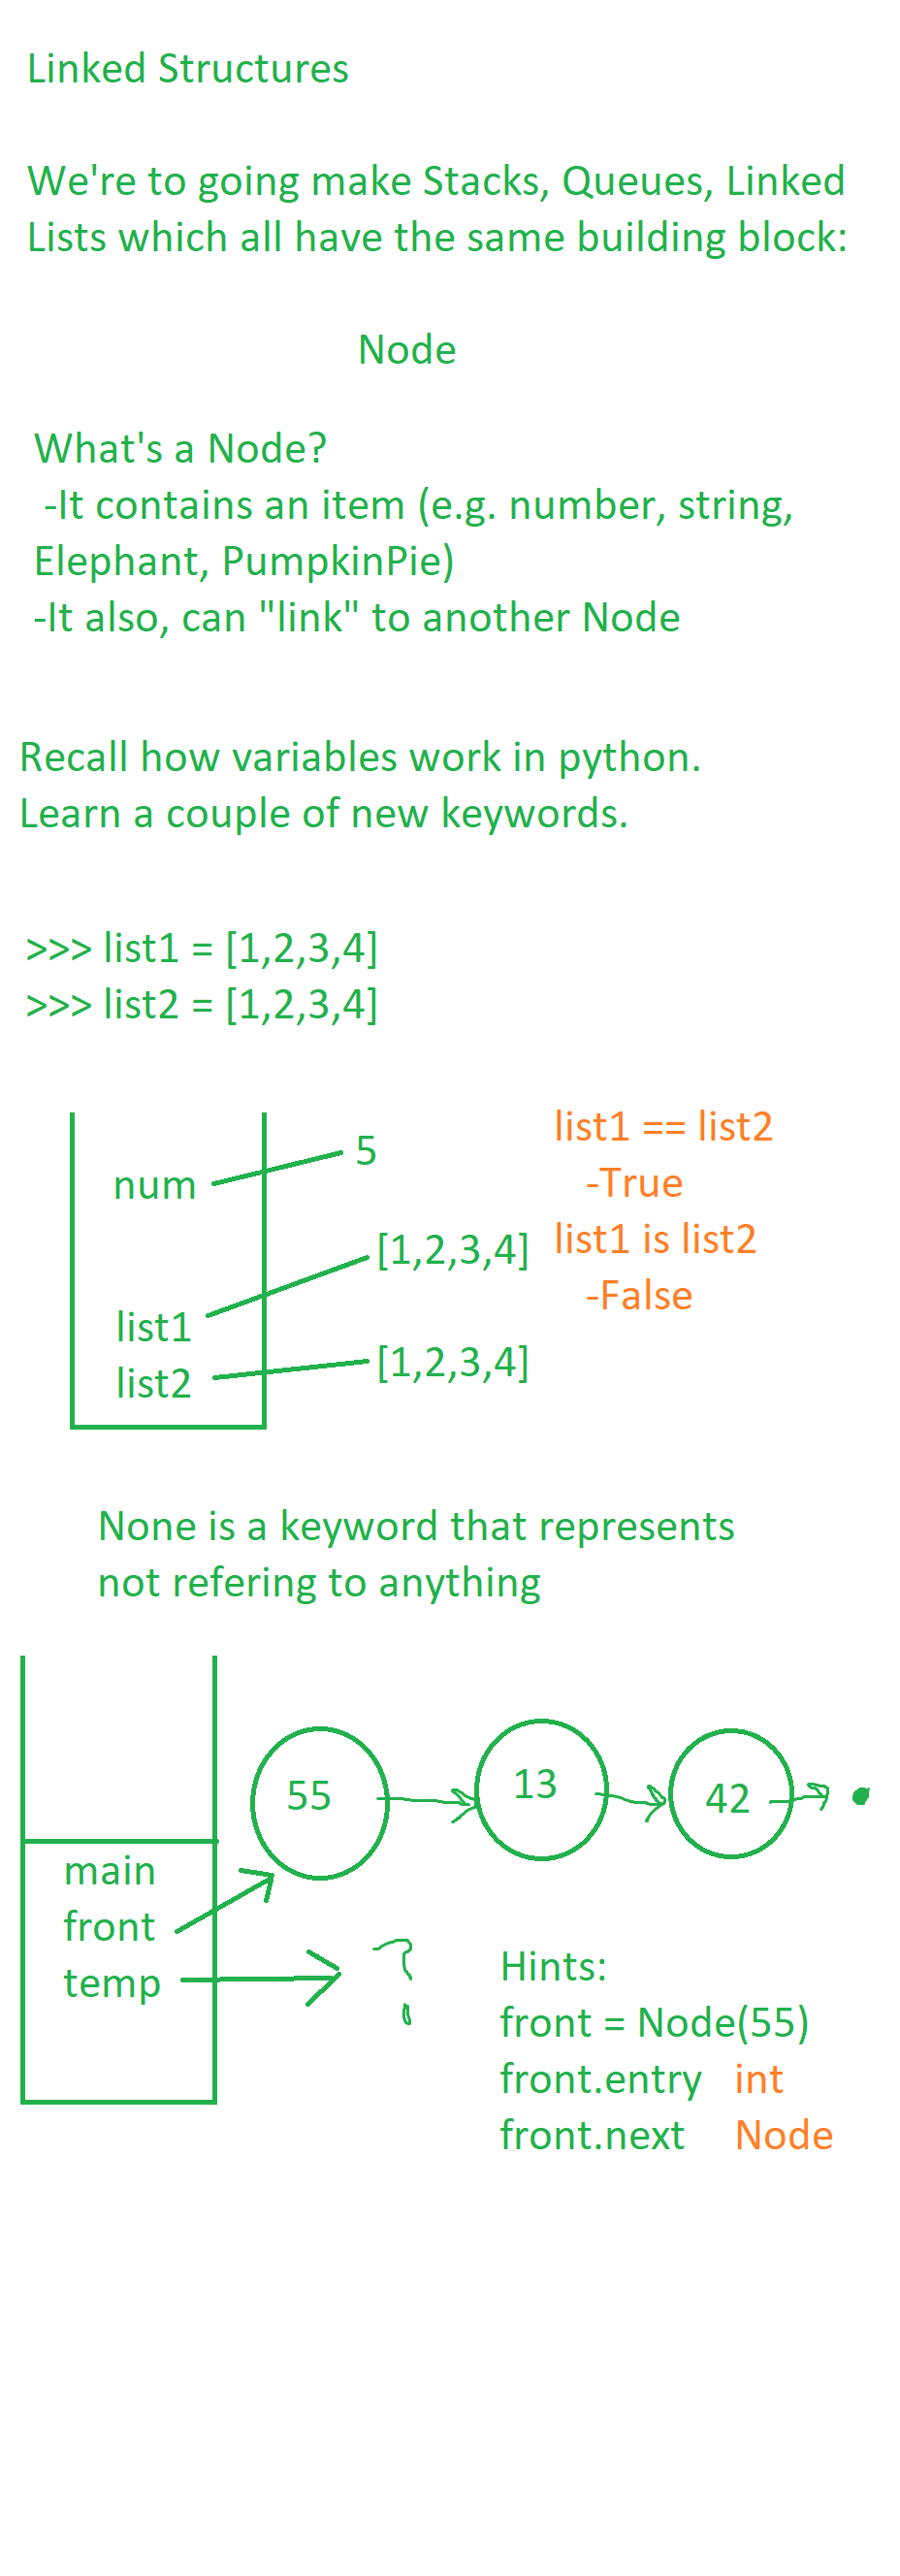 Linked Structures
We're to going make Stacks, Queues, Linked
Lists which all have the same building block:
Node
What's a Node?
-It contains an item (e.g. number, string,
Elephant, PumpkinPie)
-It also, can "link" to another Node
Recall how variables work in python.
Learn a couple of new keywords.
>>> list1 = [1,2,3,4]
>>> list2 = [1,2,3,4]
num
5
list1
[1,2,3,4]
list2
[1,2,3,4]
list1 == list2
-True
list1 is list2
-False
None is a keyword that represents
not refering to anything
55
13
42
main
front
temp
?
Hints:
front = Node(55)
front.entry int
front.next Node